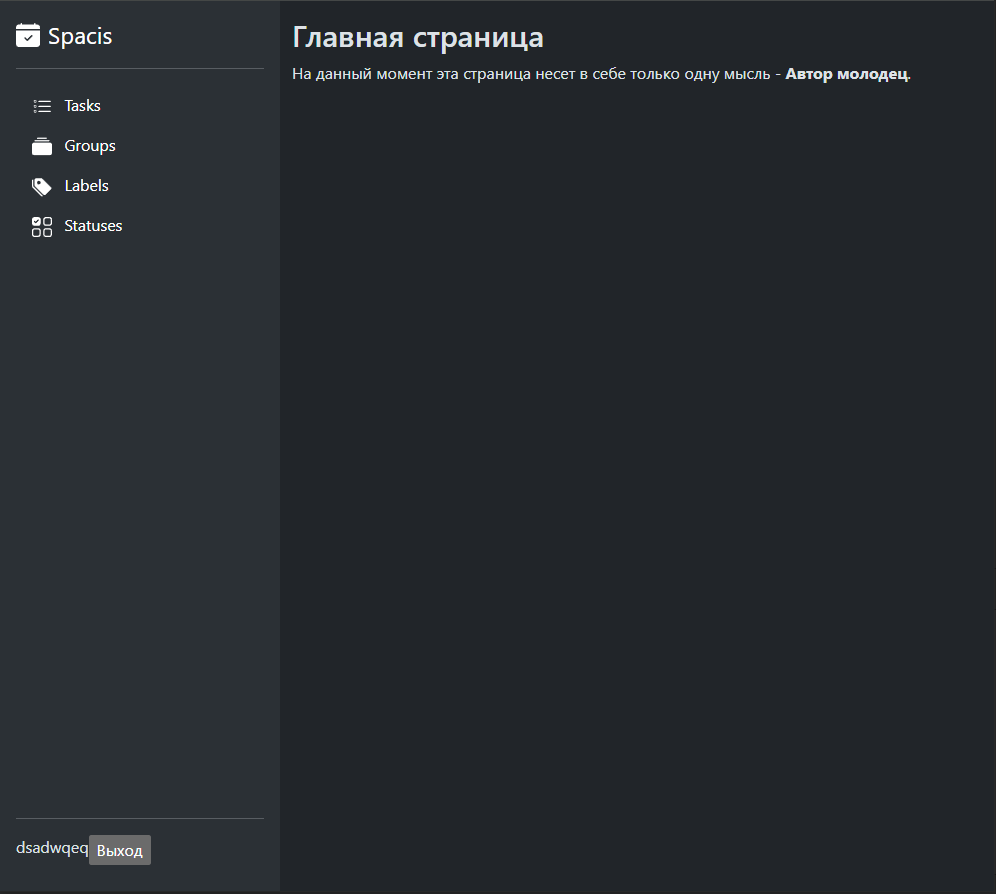 Spacis
Tasks
Groups
Labels
Statuses
dsadwqeq Выход
Главная страница
На данный момент эта страница несет в себе только одну мысль - Автор молодец.